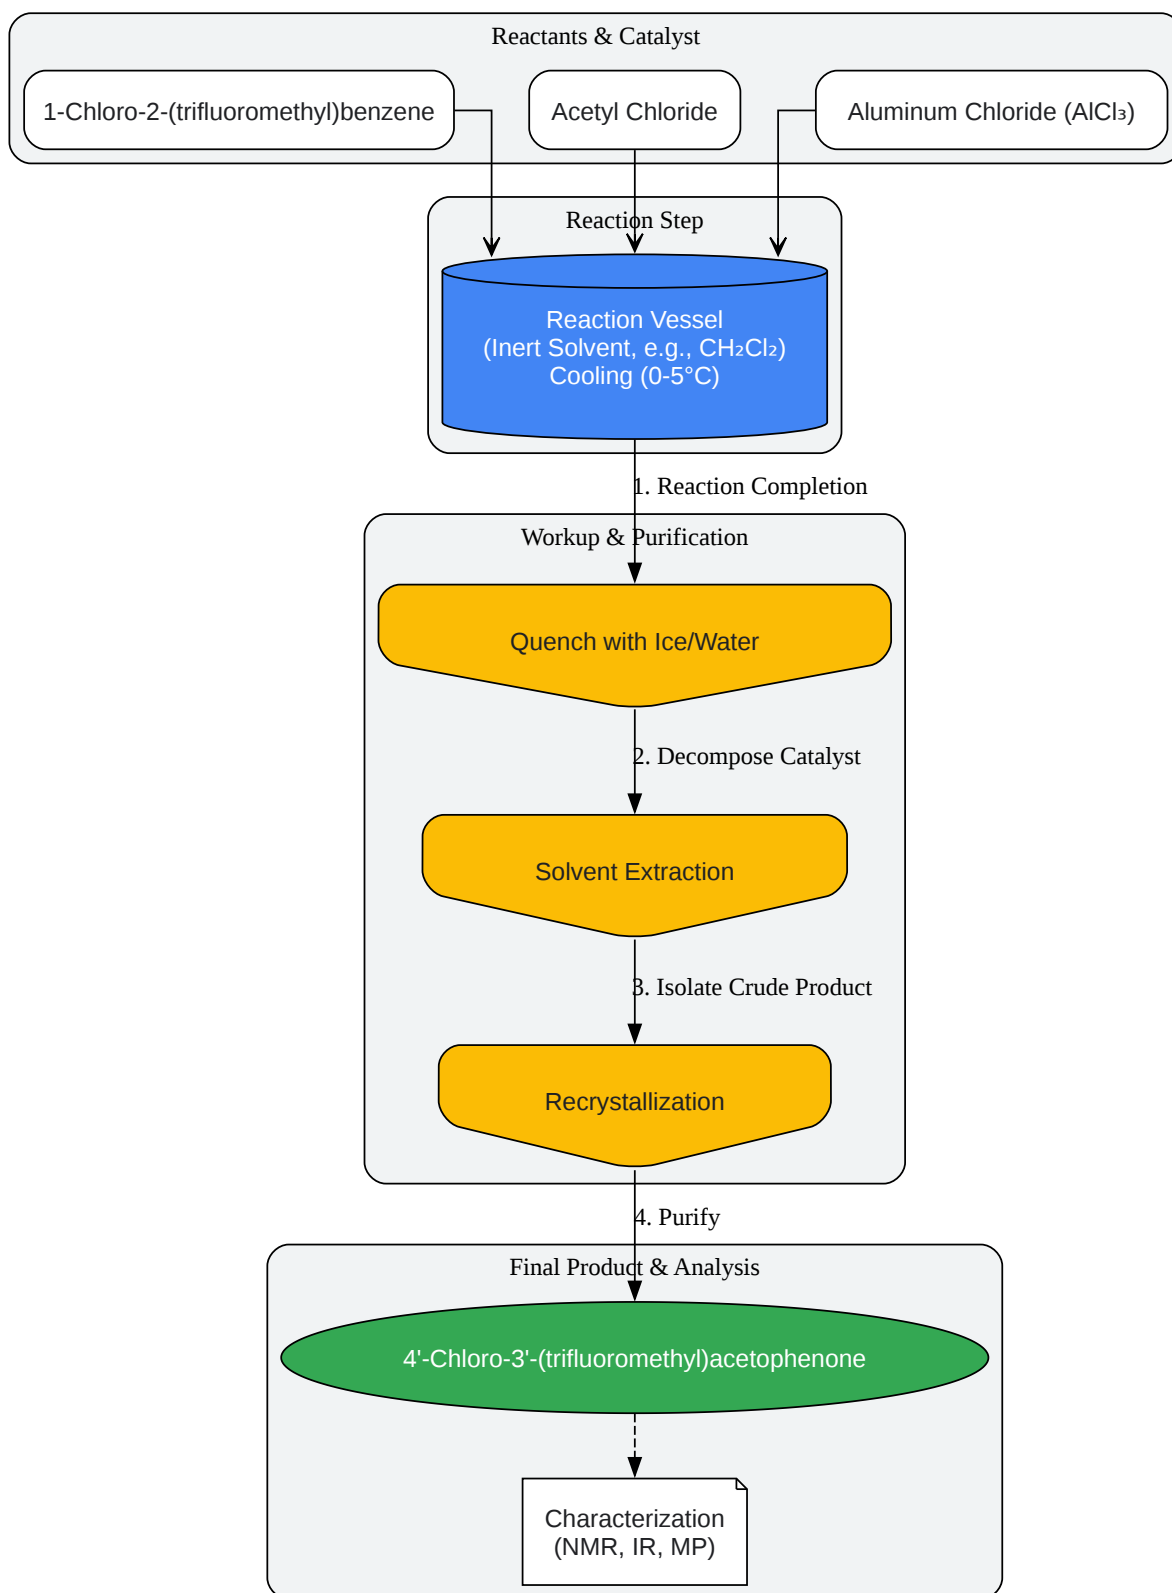 Reactants & Catalyst
1-Chloro-2-(trifluoromethyl)benzene
Acetyl Chloride
Aluminum Chloride (AlCl₃)
Reaction Step
Reaction Vessel
(Inert Solvent, e.g., CH₂Cl₂)
Cooling (0-5°C)
1. Reaction Completion
Workup & Purification
Quench with Ice/Water
2. Decompose Catalyst
Solvent Extraction
3. Isolate Crude Product
Recrystallization
4. Purify
Final Product & Analysis
4'-Chloro-3'-(trifluoromethyl)acetophenone
Characterization
(NMR, IR, MP)